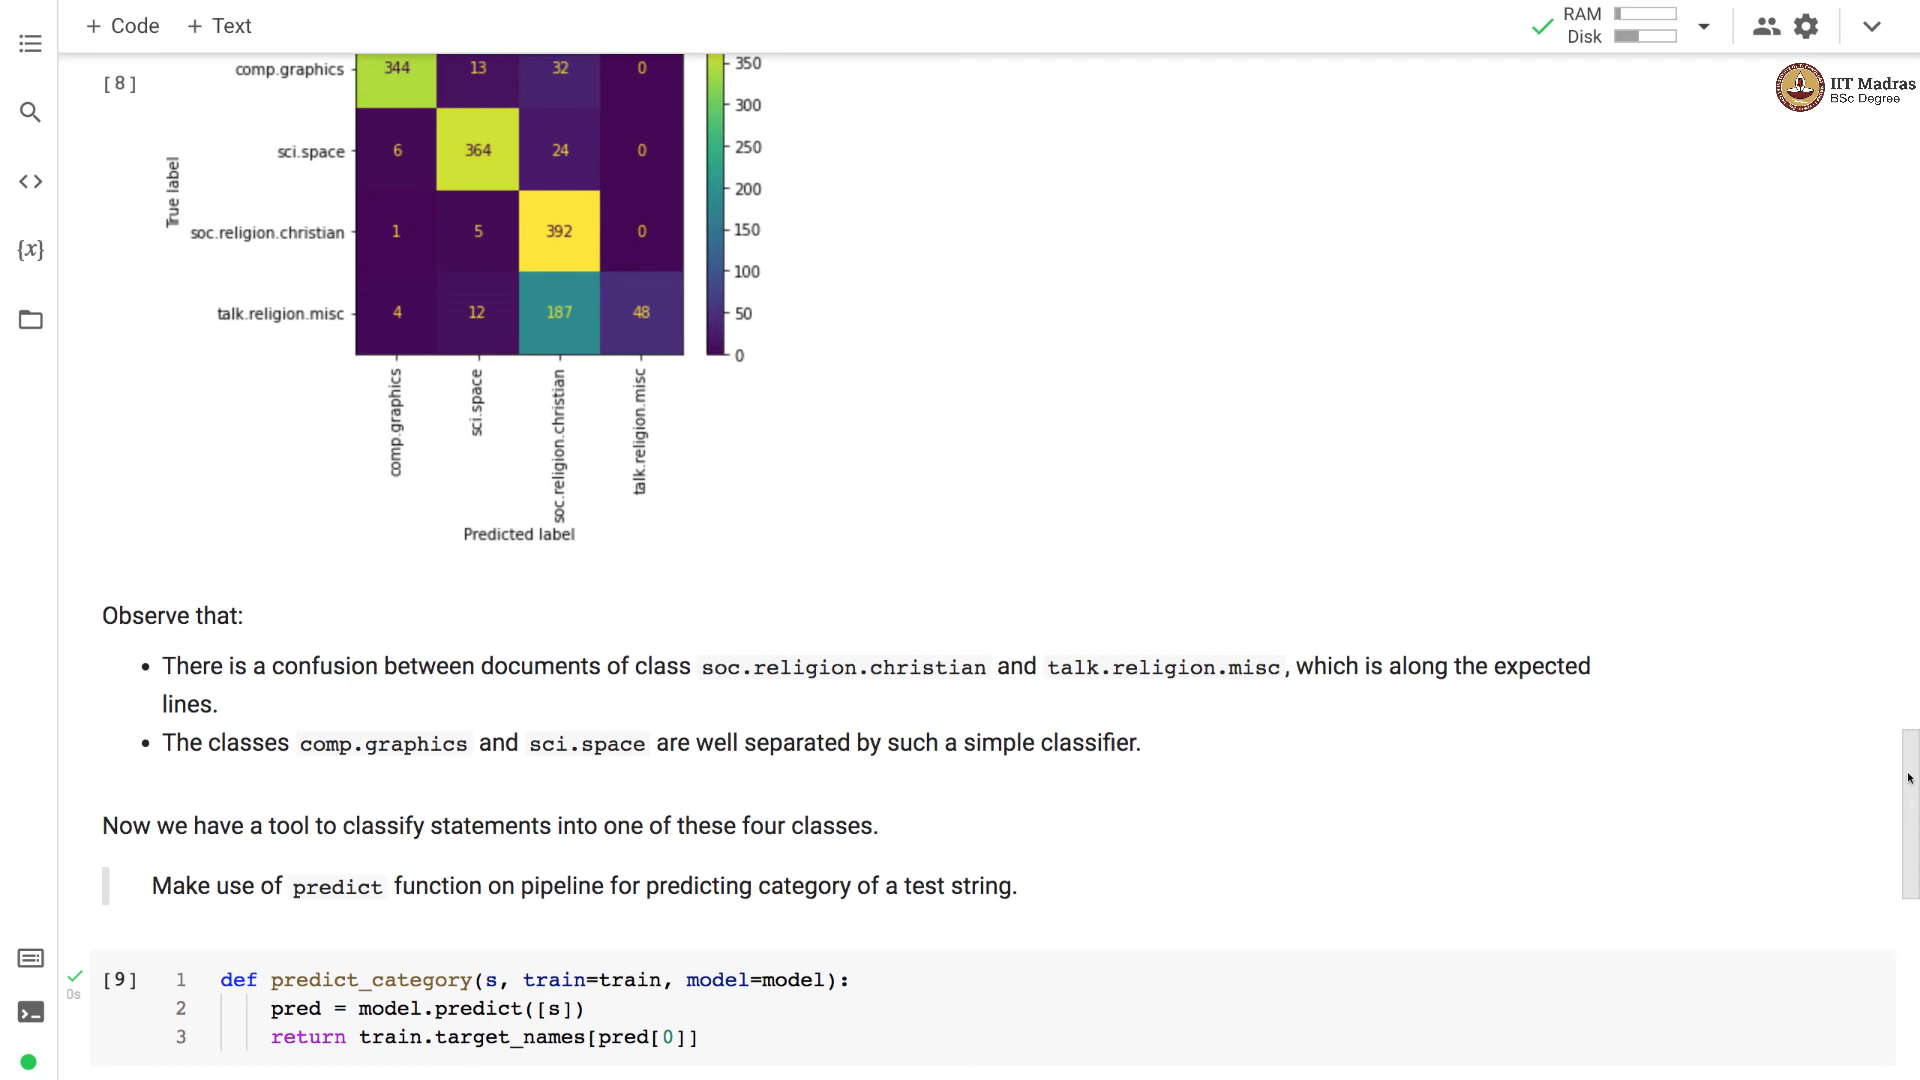 + Code + Text
RAM
Disk
IIT Madras
BSc Degree
[8]
comp.graphics 344 13 32 0
sci.space 6 364 24 0
soc.religion.christian 1 5 392 0
talk.religion.misc 4 12 187 48
True label
350
300
250
200
150
100
50
0
comp.graphics
sci.space
soc.religion.christian
talk.religion.misc
Predicted label
Observe that:
• There is a confusion between documents of class soc.religion.christian and talk.religion.misc, which is along the expected
lines.
• The classes comp.graphics and sci.space are well separated by such a simple classifier.
Now we have a tool to classify statements into one of these four classes.
Make use of predict function on pipeline for predicting category of a test string.
0s
[9] 1 def predict_category(s, train=train, model=model):
2 pred = model.predict([s])
3 return train.target_names[pred[0]]
{x}